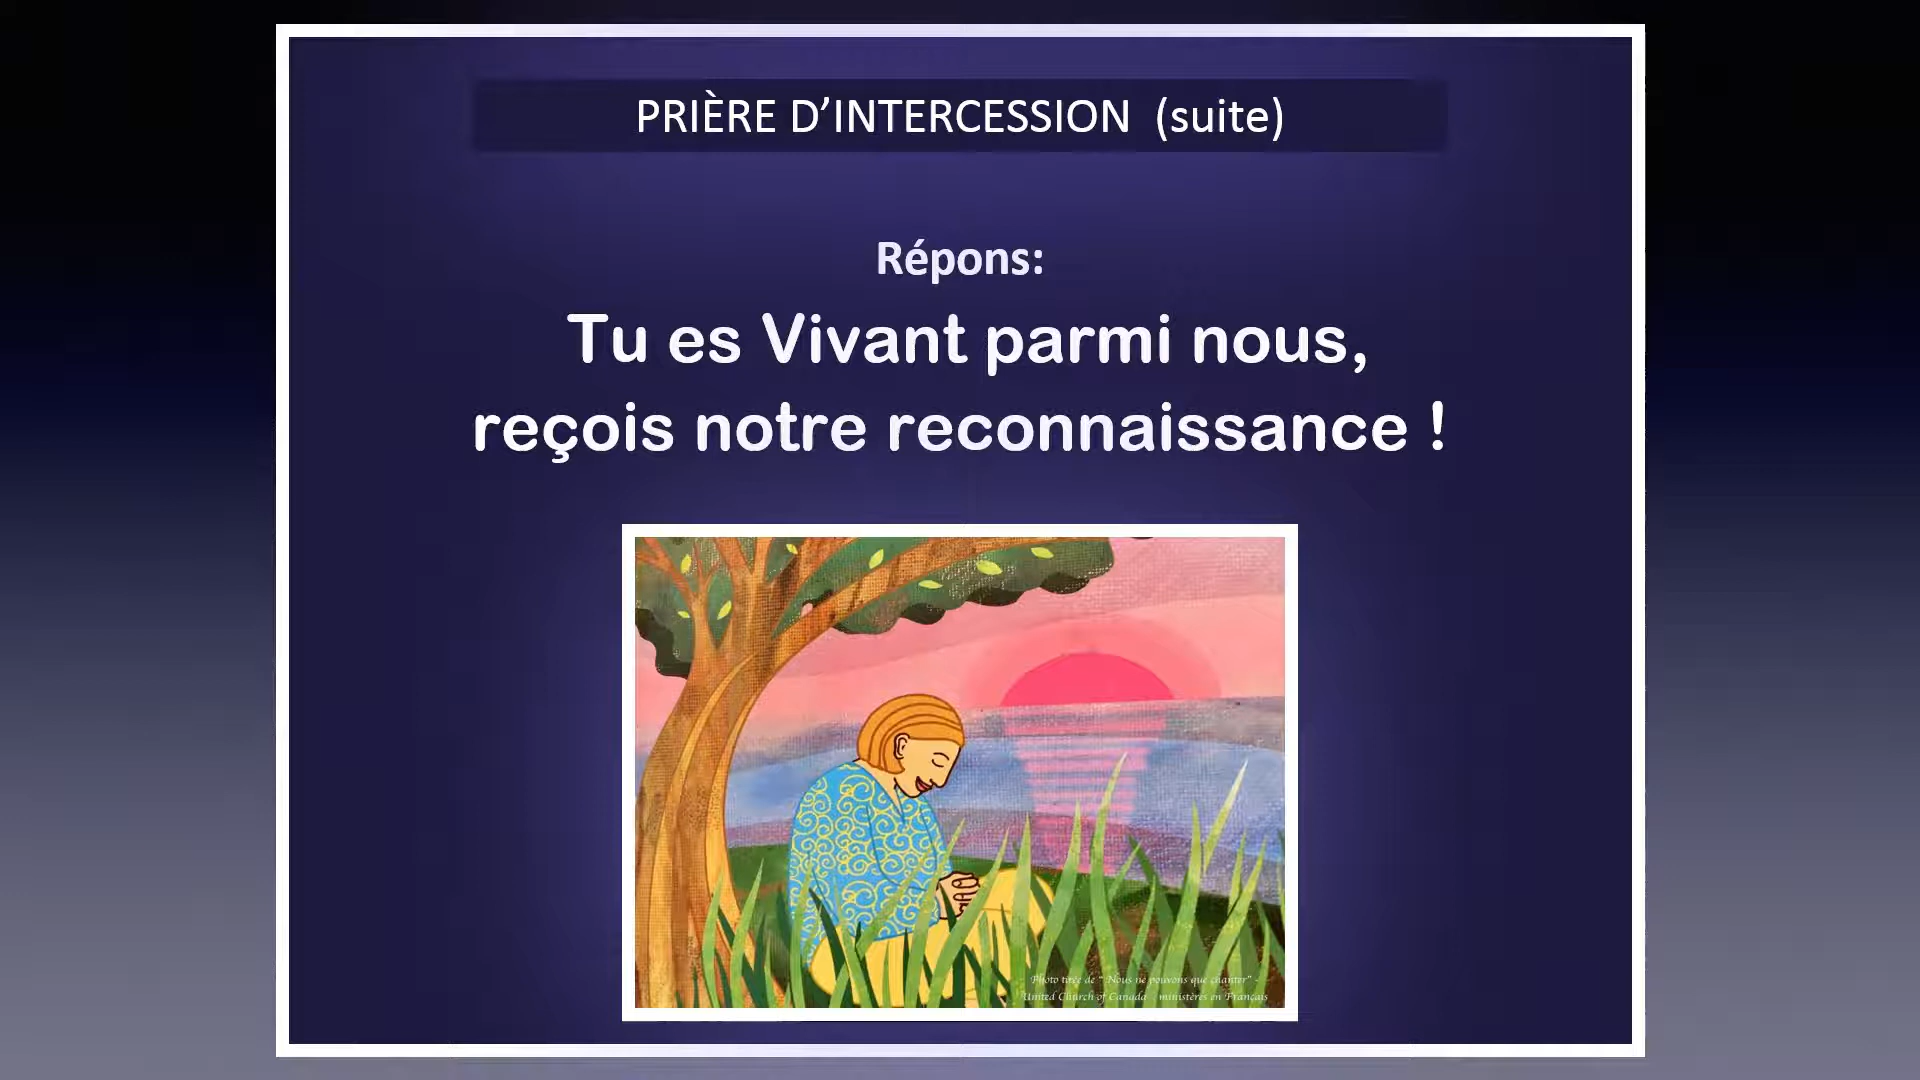 PRIÈRE D’INTERCESSION (suite)
Répons:
Tu es Vivant parmi nous,
reçois notre reconnaissance !
Photo tirée de " Nous ne pouvons que chanter" -
United Church of Canada ministères en Français